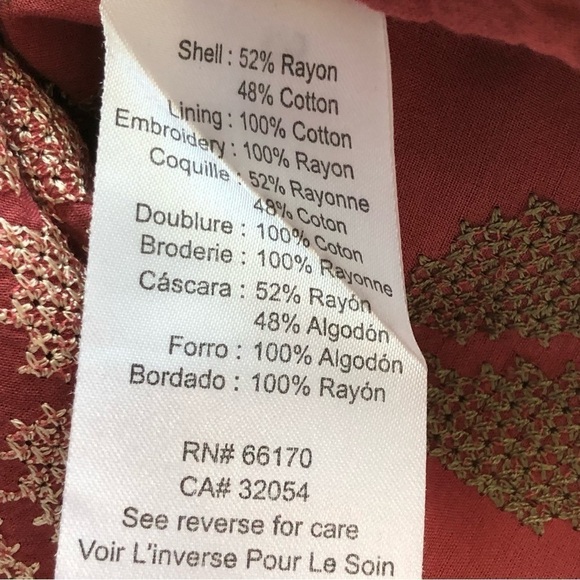 Shell : 52% Rayon
48% Cotton
Lining : 100% Cotton
Embroidery : 100% Rayon
Coquille : 52% Rayonne
48% Coton
Doublure : 100% Coton
Broderie : 100% Rayonne
Cáscara : 52% Rayón
48% Algodón
Forro : 100% Algodón
Bordado : 100% Rayón
RN# 66170
CA# 32054
See reverse for care
Voir L'inverse Pour Le Soin